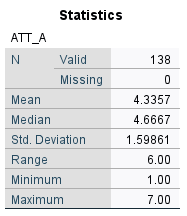 Statistics
ATT_A
N Valid 138
Missing 0
Mean 4.3357
Median 4.6667
Std. Deviation 1.59861
Range 6.00
Minimum 1.00
Maximum 7.00